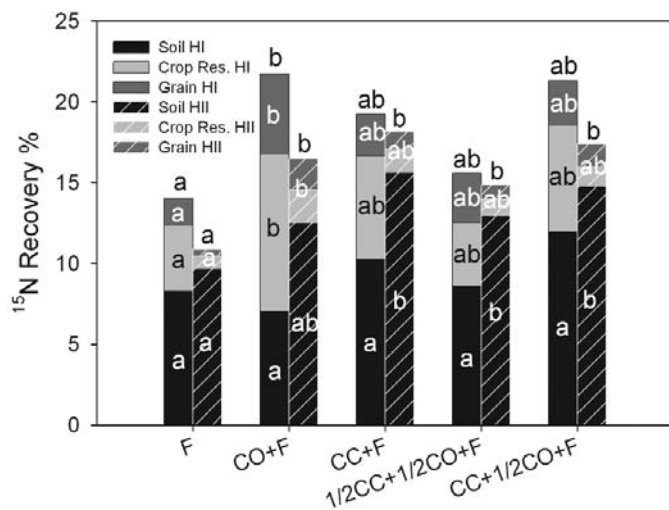 25
20
15
10
5
0
¹⁵N Recovery %
Soil HI
Crop Res. HI
Grain HI
Soil HII
Crop Res. HII
Grain HII
a
a
a
a
a
a
a
b
b
b
a
b
b
ab
ab
ab
ab
a
b
ab
b
ab
ab
ab
a
b
ab
b
ab
ab
ab
a
b
ab
b
F
CO+F
CC+F
1/2CC+1/2CO+F
CC+1/2CO+F